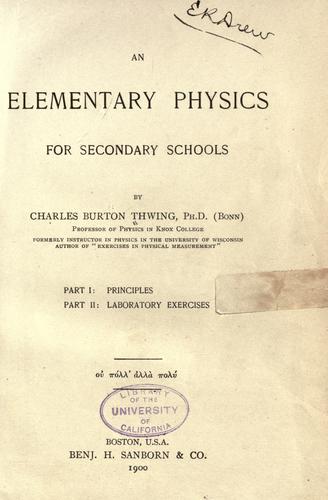 E R Drew
AN
ELEMENTARY PHYSICS
FOR SECONDARY SCHOOLS
BY
CHARLES BURTON THWING, PH.D. (BONN)
PROFESSOR OF PHYSICS IN KNOX COLLEGE
FORMERLY INSTRUCTOR IN PHYSICS IN THE UNIVERSITY OF WISCONSIN
AUTHOR OF "EXERCISES IN PHYSICAL MEASUREMENT"
PART I: PRINCIPLES
PART II: LABORATORY EXERCISES
οὐ πόλλ' ἀλλὰ πολύ
LIBRARY
OF THE
UNIVERSITY
OF
CALIFORNIA
BOSTON, U.S.A.
BENJ. H. SANBORN & CO.
1900